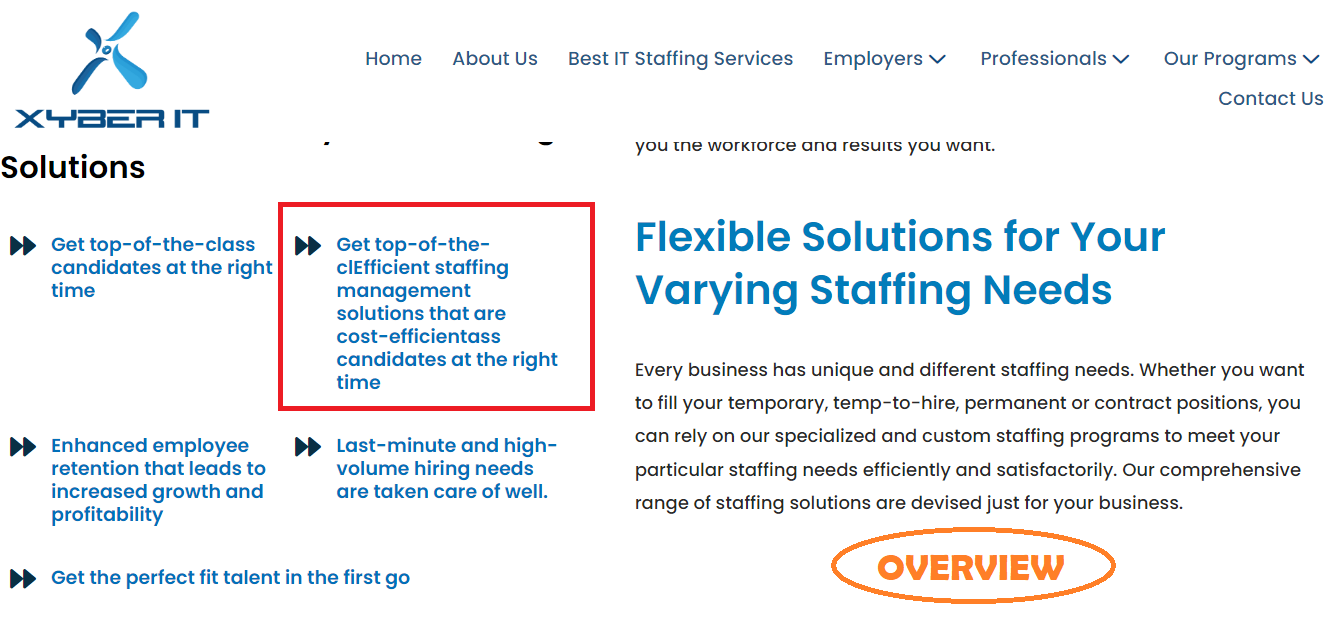 XYBER IT
Home About Us Best IT Staffing Services Employers Professionals Our Programs
Contact Us
Solutions
Get top-of-the-class
candidates at the right
time
Get top-of-the-
clEfficient staffing
management
solutions that are
cost-efficientass
candidates at the right
time
Enhanced employee
retention that leads to
increased growth and
profitability
Last-minute and high-
volume hiring needs
are taken care of well.
Get the perfect fit talent in the first go
you the workforce and results you want.
Flexible Solutions for Your
Varying Staffing Needs
Every business has unique and different staffing needs. Whether you want
to fill your temporary, temp-to-hire, permanent or contract positions, you
can rely on our specialized and custom staffing programs to meet your
particular staffing needs efficiently and satisfactorily. Our comprehensive
range of staffing solutions are devised just for your business.
OVERVIEW